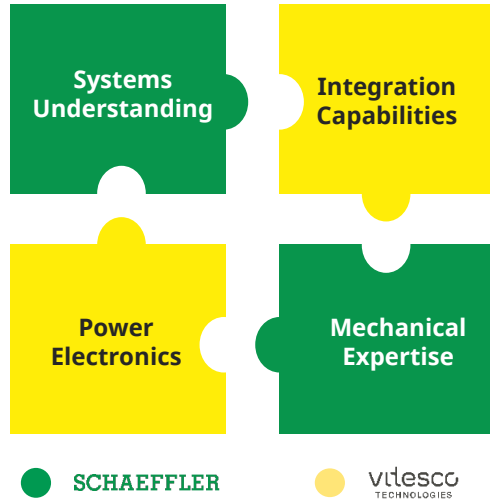 Systems
Understanding
Integration
Capabilities
Power
Electronics
Mechanical
Expertise
SCHAEFFLER
vitesco
TECHNOLOGIES